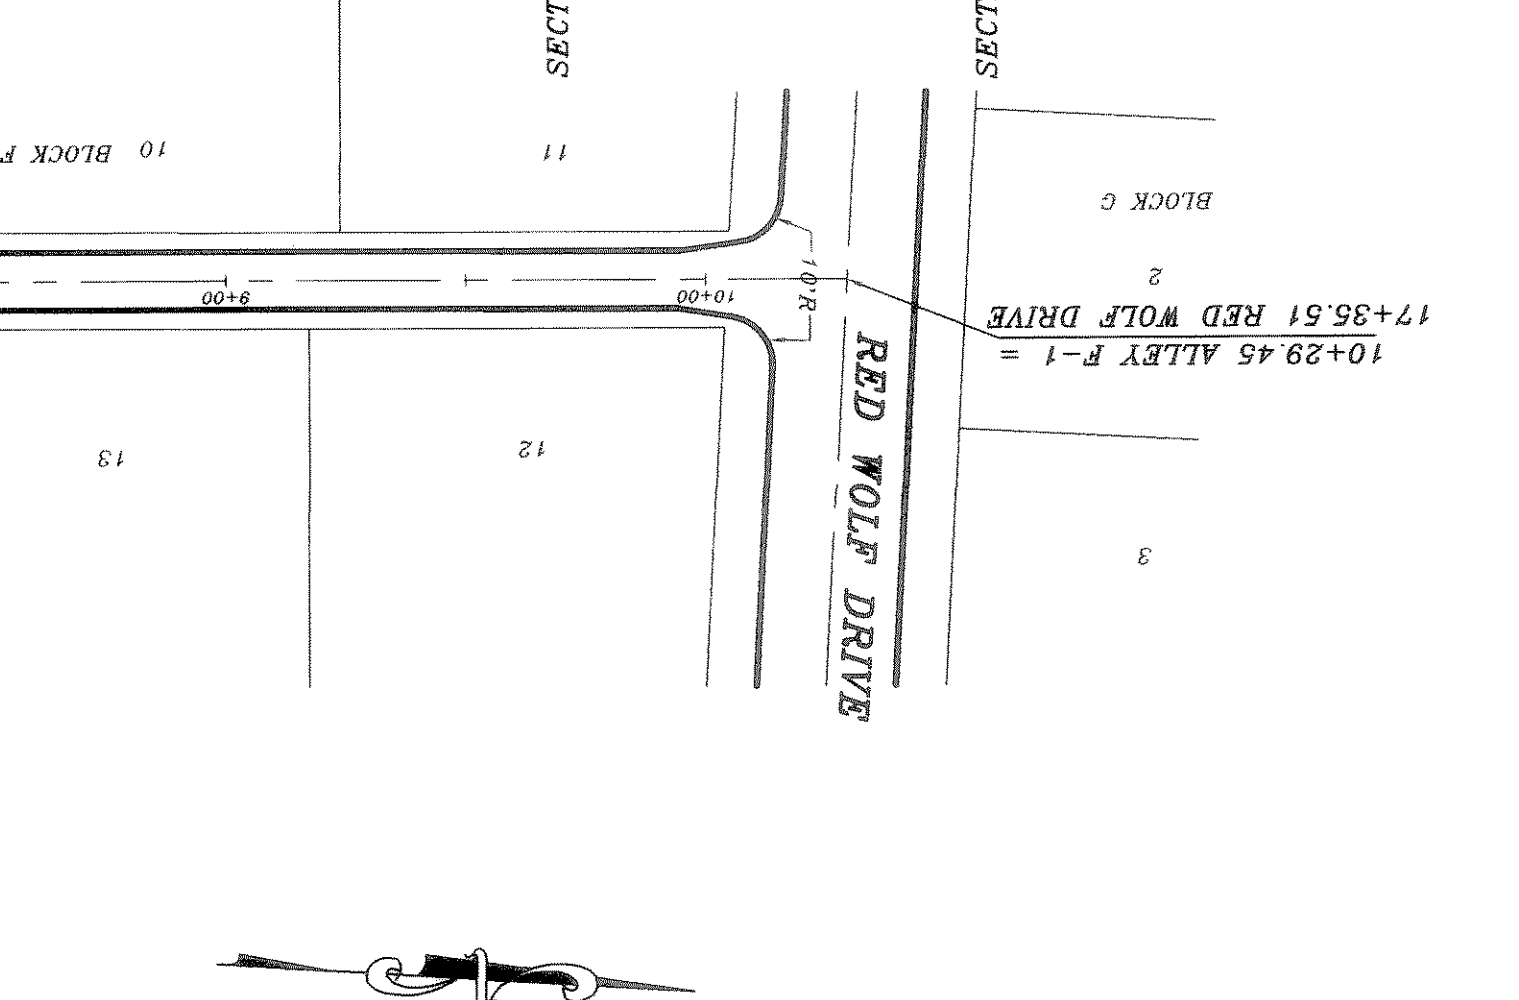 SECT
SECT
10 BLOCK F
11
BLOCK G
2
9+00
10+00
10'R
17+35.51 RED WOLF DRIVE
10+29.45 ALLEY F-1 =
RED WOLF DRIVE
13
12
3